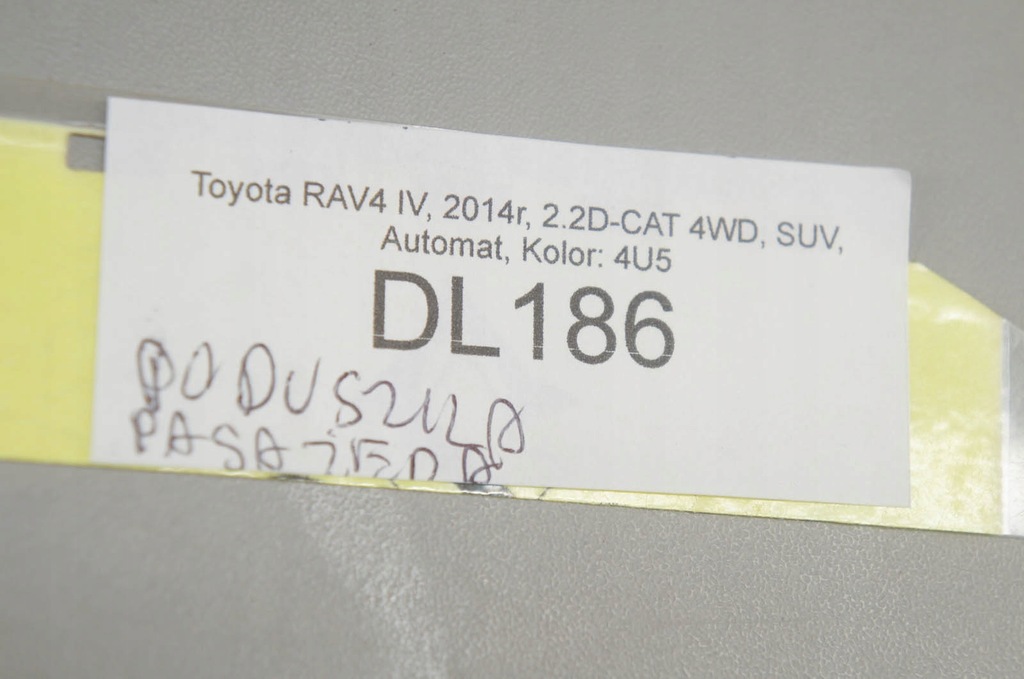 Toyota RAV4 IV, 2014r, 2.2D-CAT 4WD, SUV,
Automat, Kolor: 4U5
DL186
PODUSZKA
PASAŻERA